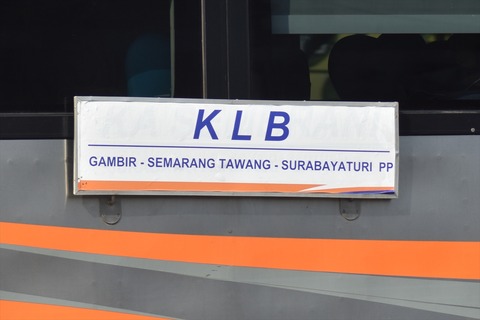 KLB
GAMBIR - SEMARANG TAWANG - SURABAYATURI PP